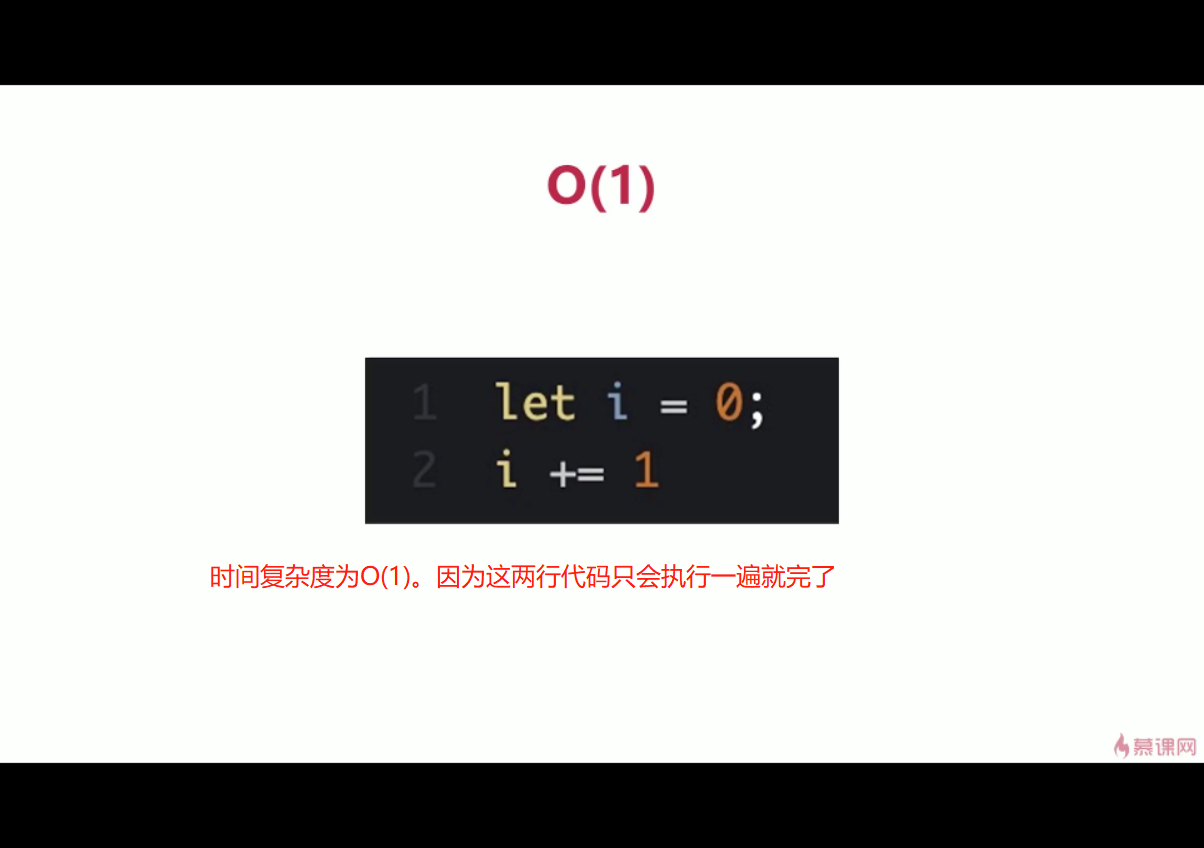 O(1)
1 let i = 0;
2 i += 1
时间复杂度为O(1)。因为这两行代码只会执行一遍就完了
慕课网